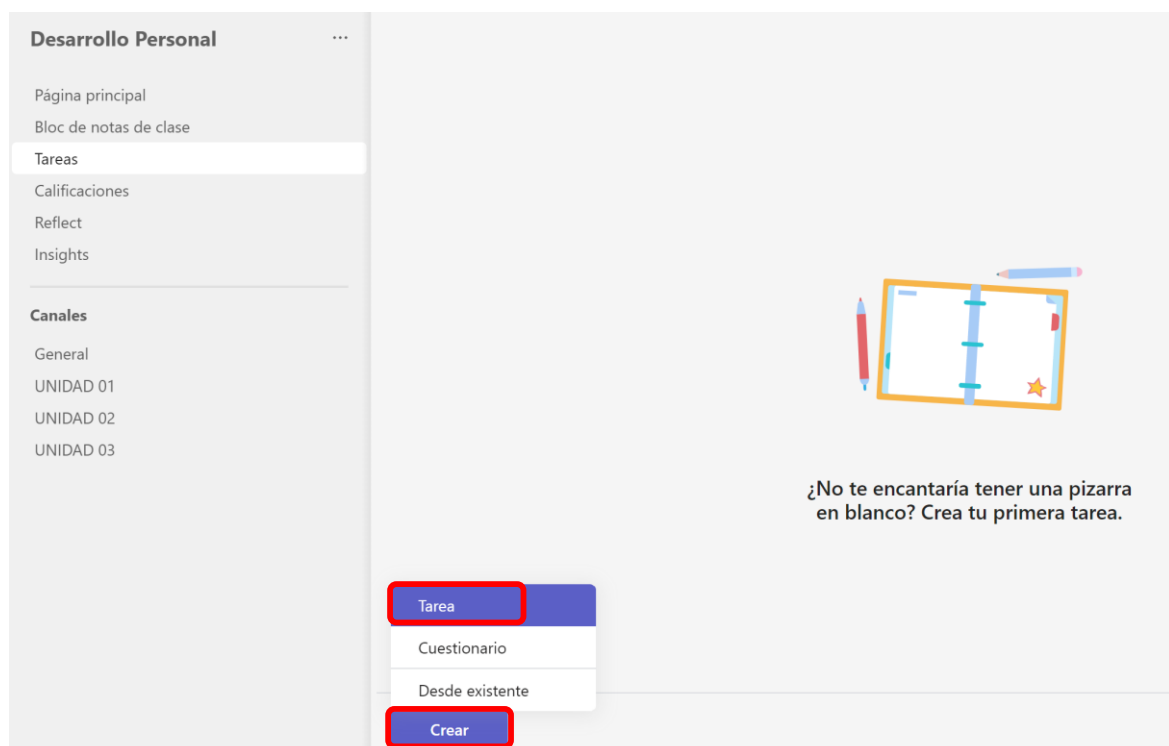 Desarrollo Personal ...
Página principal
Bloc de notas de clase
Tareas
Calificaciones
Reflect
Insights
Canales
General
UNIDAD 01
UNIDAD 02
UNIDAD 03
¿No te encantaría tener una pizarra
en blanco? Crea tu primera tarea.
Tarea
Cuestionario
Desde existente
Crear